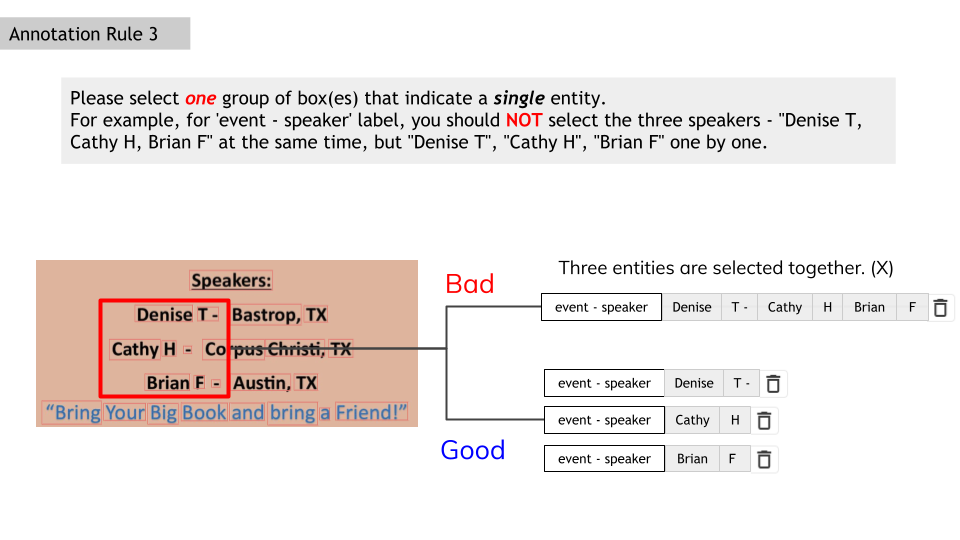 Annotation Rule 3
Please select one group of box(es) that indicate a single entity.
For example, for 'event - speaker' label, you should NOT select the three speakers - "Denise T,
Cathy H, Brian F" at the same time, but "Denise T", "Cathy H", "Brian F" one by one.
Speakers:
Denise T - Bastrop, TX
Cathy H - Corpus Christi, TX
Brian F - Austin, TX
“Bring Your Big Book and bring a Friend!”
Bad
Three entities are selected together. (X)
event - speaker Denise T - Cathy H Brian F
Good
event - speaker Denise T -
event - speaker Cathy H
event - speaker Brian F